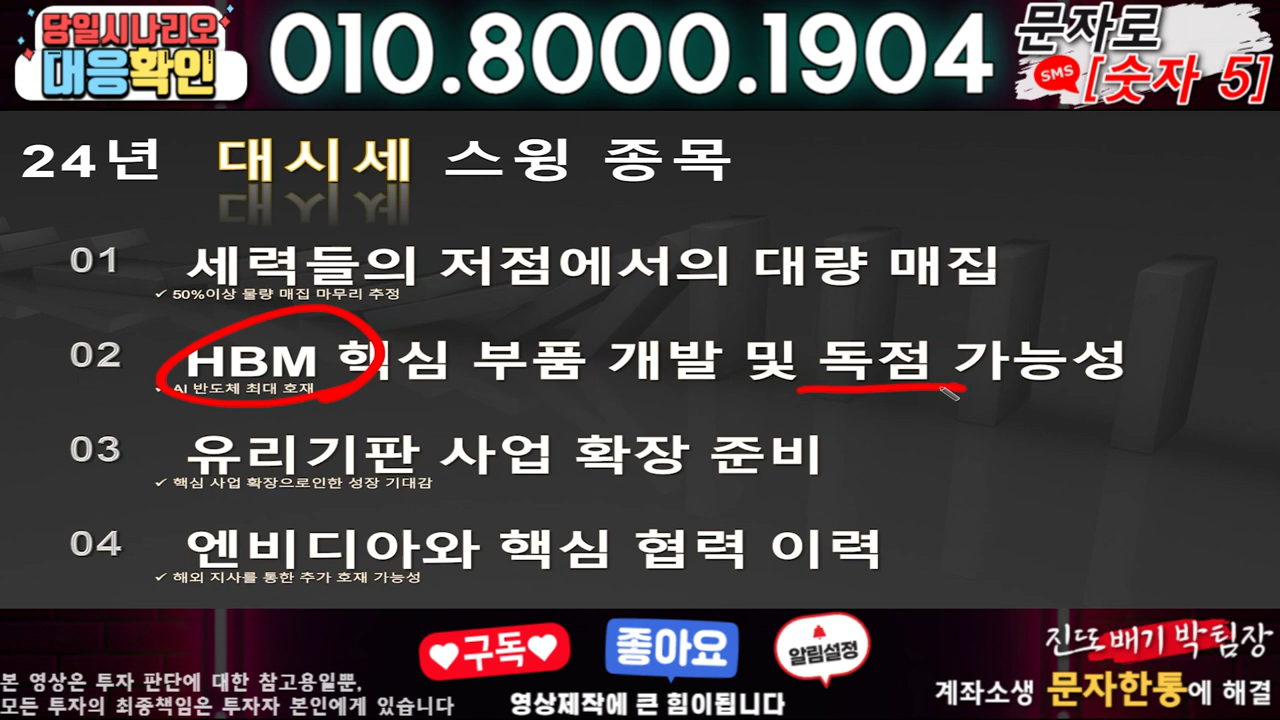 당일시나리오
대응확인
010.8000.1904
문자로
SMS [숫자 5]
24년 대시세 스윙 종목
01 세력들의 저점에서의 대량 매집
✓ 50%이상 물량 매집 마무리 추정
02 HBM 핵심 부품 개발 및 독점 가능성
✓ AI 반도체 최대 호재
03 유리기판 사업 확장 준비
✓ 핵심 사업 확장으로인한 성장 기대감
04 엔비디아와 핵심 협력 이력
✓ 해외 지사를 통한 추가 호재 가능성
구독
좋아요
알림설정
영상제작에 큰 힘이됩니다
본 영상은 투자 판단에 대한 참고용일뿐,
모든 투자의 최종책임은 투자자 본인에게 있습니다
진또배기 박팀장
계좌소생 문자한통에 해결